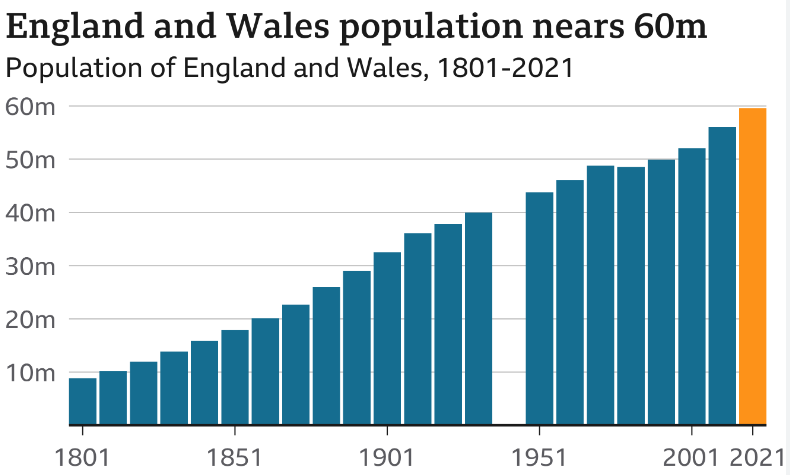 England and Wales population nears 60m
Population of England and Wales, 1801-2021
60m
50m
40m
30m
20m
10m
1801 1851 1901 1951 2001 2021